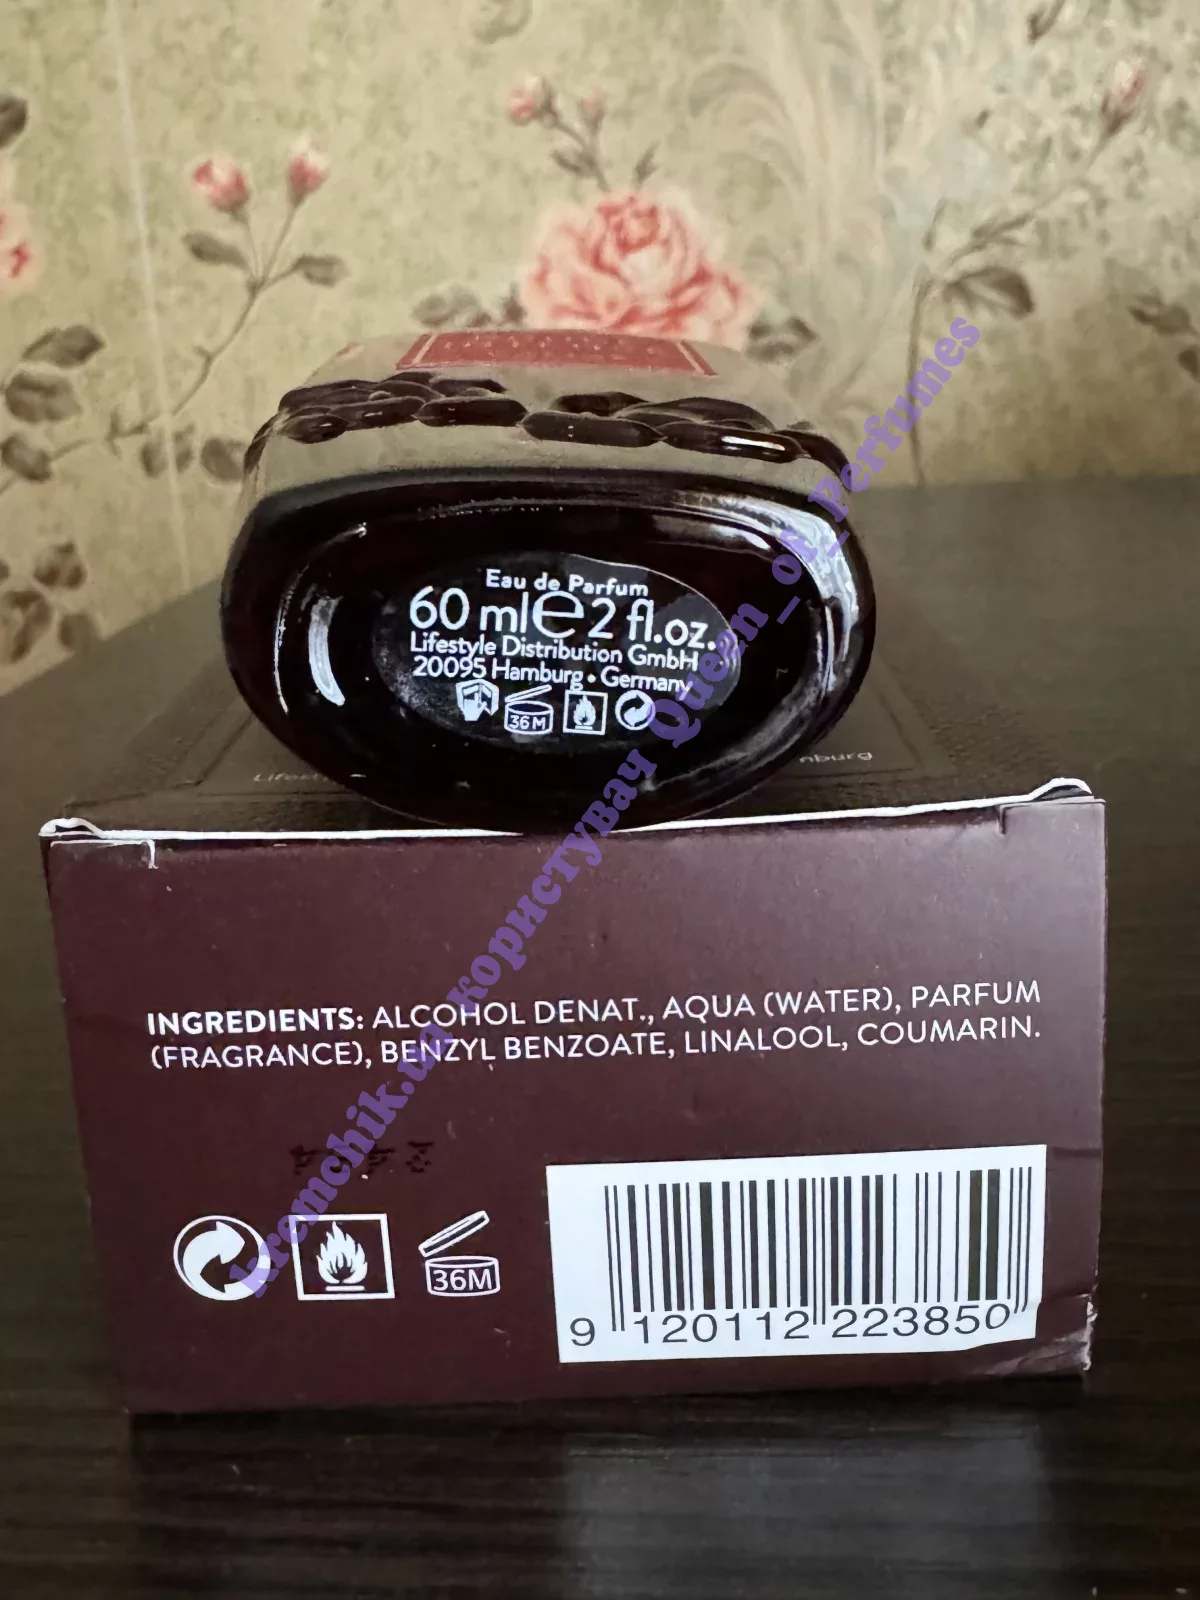 Eau de Parfum
60 ml e 2 fl.oz.
Lifestyle Distribution GmbH
20095 Hamburg • Germany
36M
INGREDIENTS: ALCOHOL DENAT., AQUA (WATER), PARFUM
(FRAGRANCE), BENZYL BENZOATE, LINALOOL, COUMARIN.
36M
9 120112 223850
kremchik.ua користувач Queen_of_Perfumes